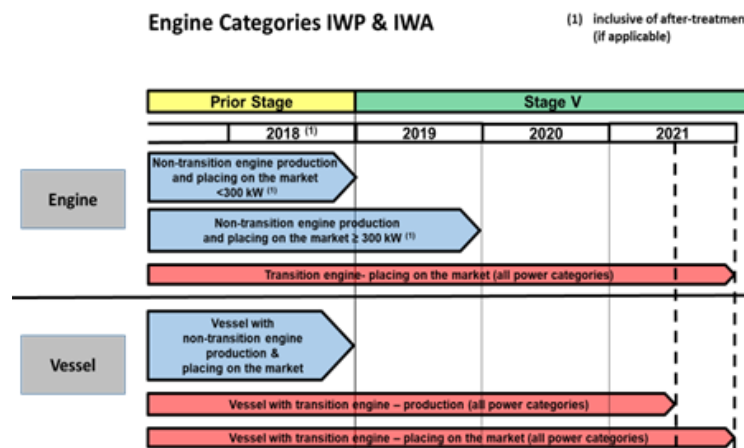 Engine Categories IWP & IWA
(1) inclusive of after-treatmen
(if applicable)
Prior Stage
Stage V
2018 (1)
2019
2020
2021
Engine
Non-transition engine production
and placing on the market
<300 kW (1)
Non-transition engine production
and placing on the market ≥ 300 kW (1)
Transition engine- placing on the market (all power categories)
Vessel
Vessel with
non-transition engine
production &
placing on the market
Vessel with transition engine – production (all power categories)
Vessel with transition engine – placing on the market (all power categories)